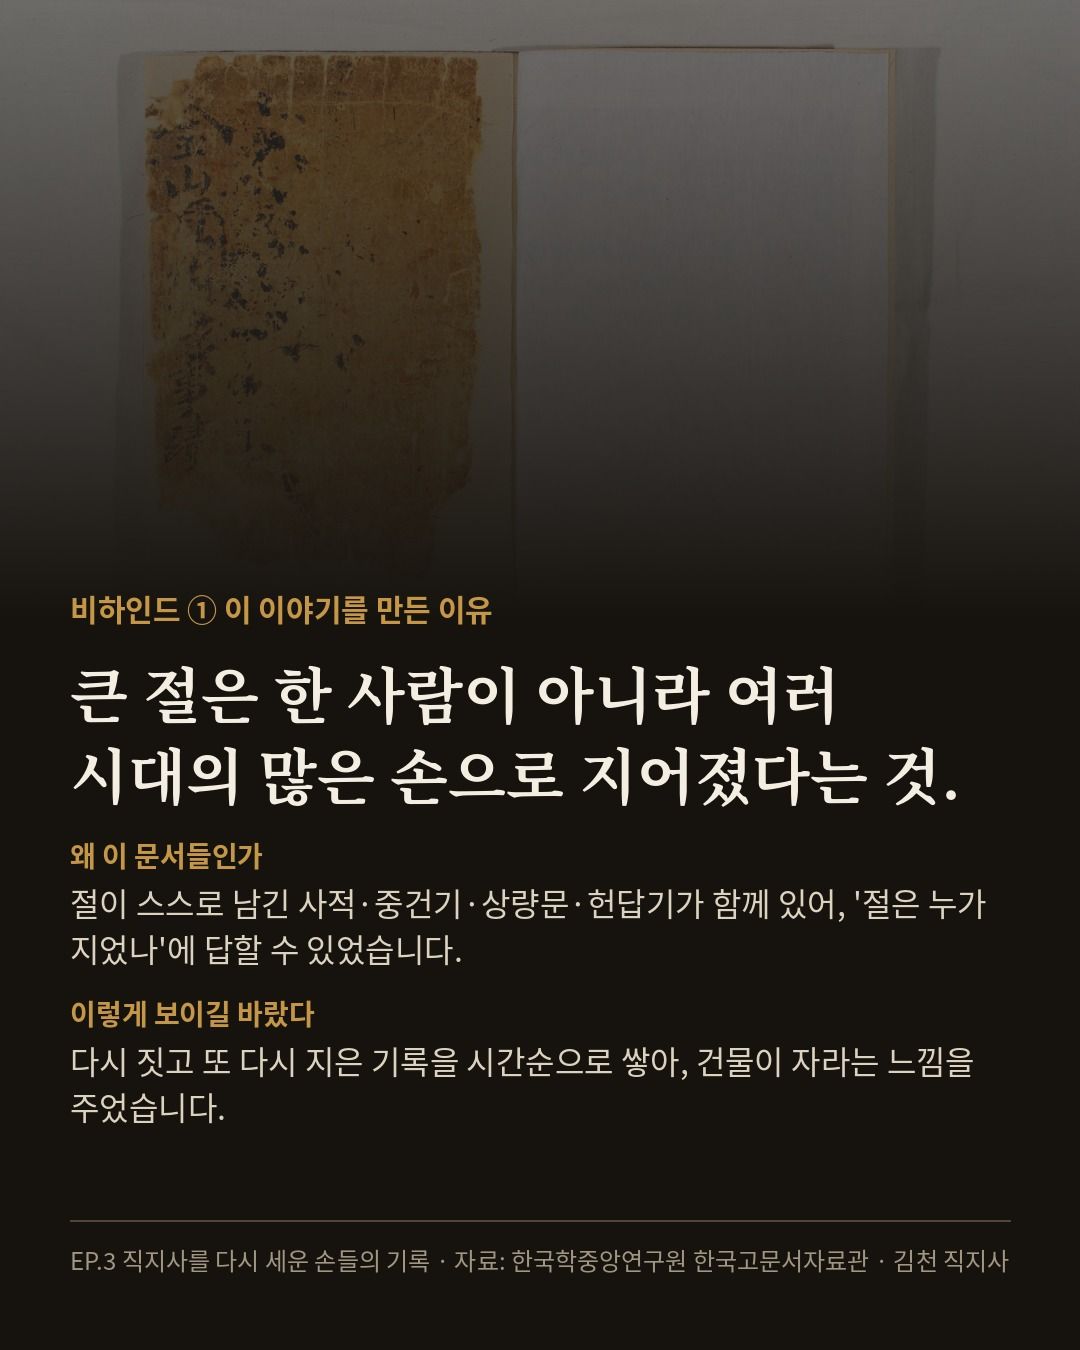 비하인드 ① 이 이야기를 만든 이유
큰 절은 한 사람이 아니라 여러
시대의 많은 손으로 지어졌다는 것.
왜 이 문서들인가
절이 스스로 남긴 사적·중건기·상량문·헌답기가 함께 있어, '절은 누가
지었나'에 답할 수 있었습니다.
이렇게 보이길 바랐다
다시 짓고 또 다시 지은 기록을 시간순으로 쌓아, 건물이 자라는 느낌을
주었습니다.
EP.3 직지사를 다시 세운 손들의 기록 · 자료: 한국학중앙연구원 한국고문서자료관 · 김천 직지사